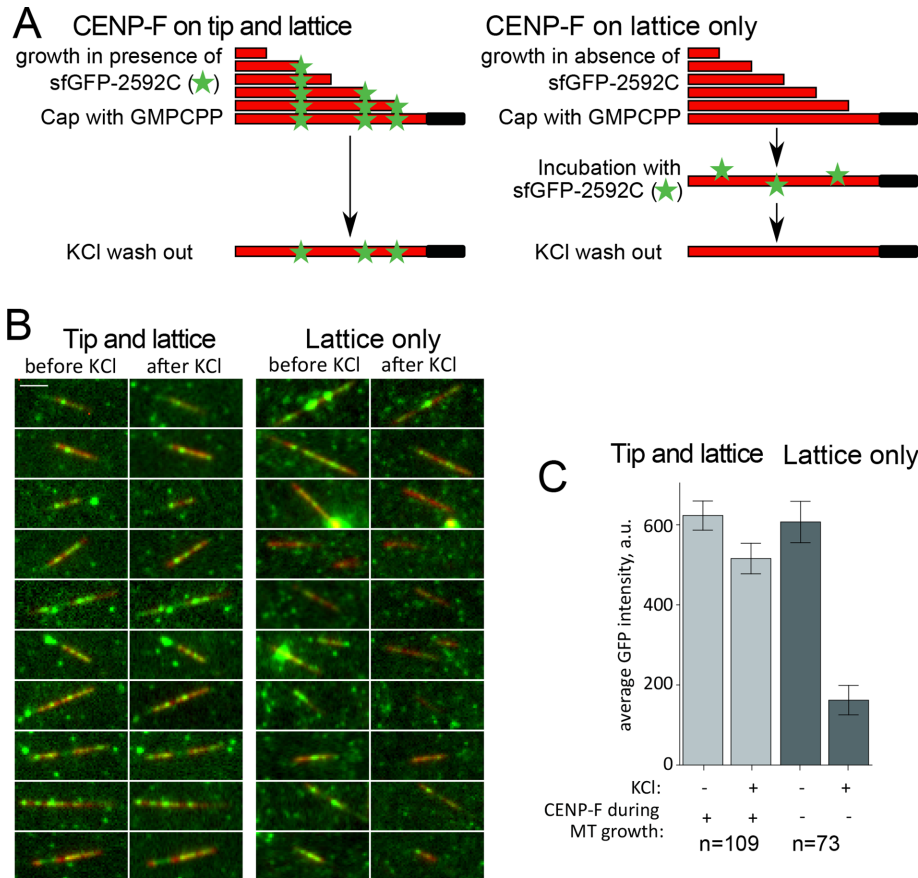 A
CENP-F on tip and lattice
growth in presence of
sfGFP-2592C (★)
Cap with GMPCPP
KCl wash out
CENP-F on lattice only
growth in absence of
sfGFP-2592C
Cap with GMPCPP
Incubation with
sfGFP-2592C (★)
KCl wash out
B
Tip and lattice
before KCl after KCl
Lattice only
before KCl after KCl
C
Tip and lattice Lattice only
average GFP intensity, a.u.
600
400
200
0
KCl: - + - +
CENP-F during
MT growth: + + - -
n=109 n=73